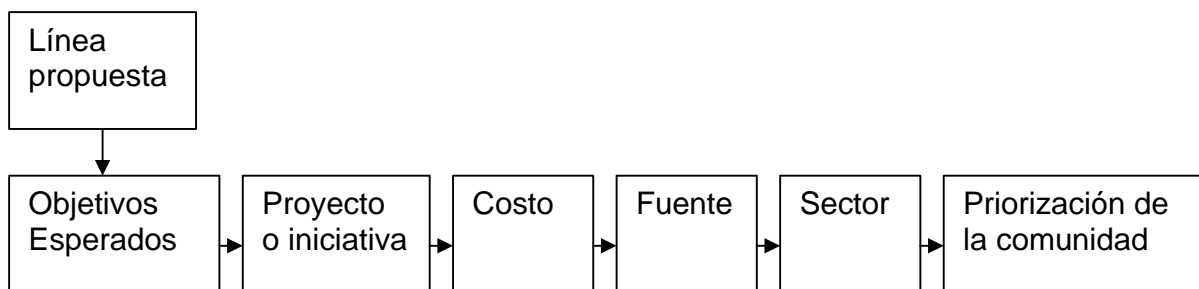 Línea
propuesta
Objetivos
Esperados
Proyecto
o iniciativa
Costo
Fuente
Sector
Priorización de
la comunidad